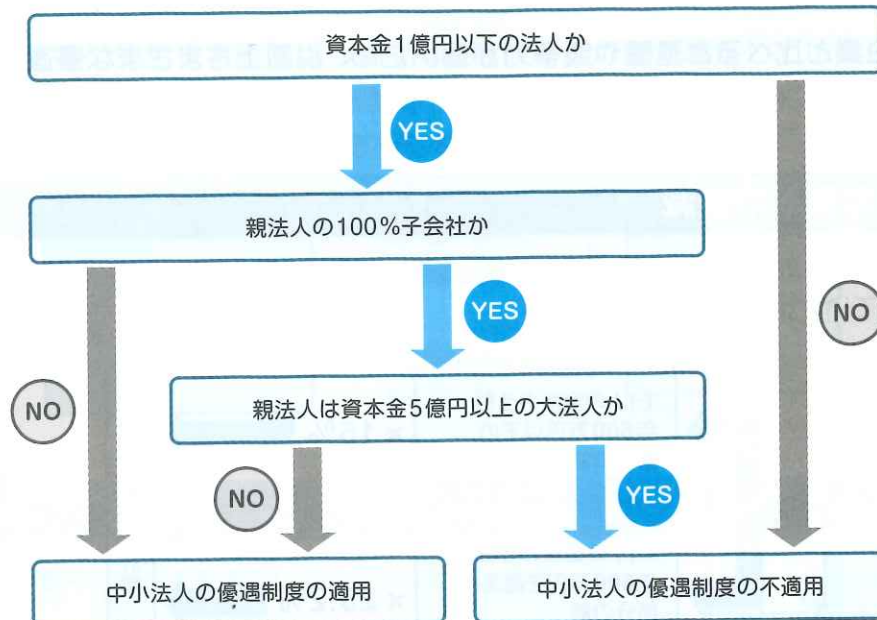 資本金1億円以下の法人か
YES
親法人の100%子会社か
YES
NO
NO
親法人は資本金5億円以上の大法人か
NO
YES
中小法人の優遇制度の適用
中小法人の優遇制度の不適用